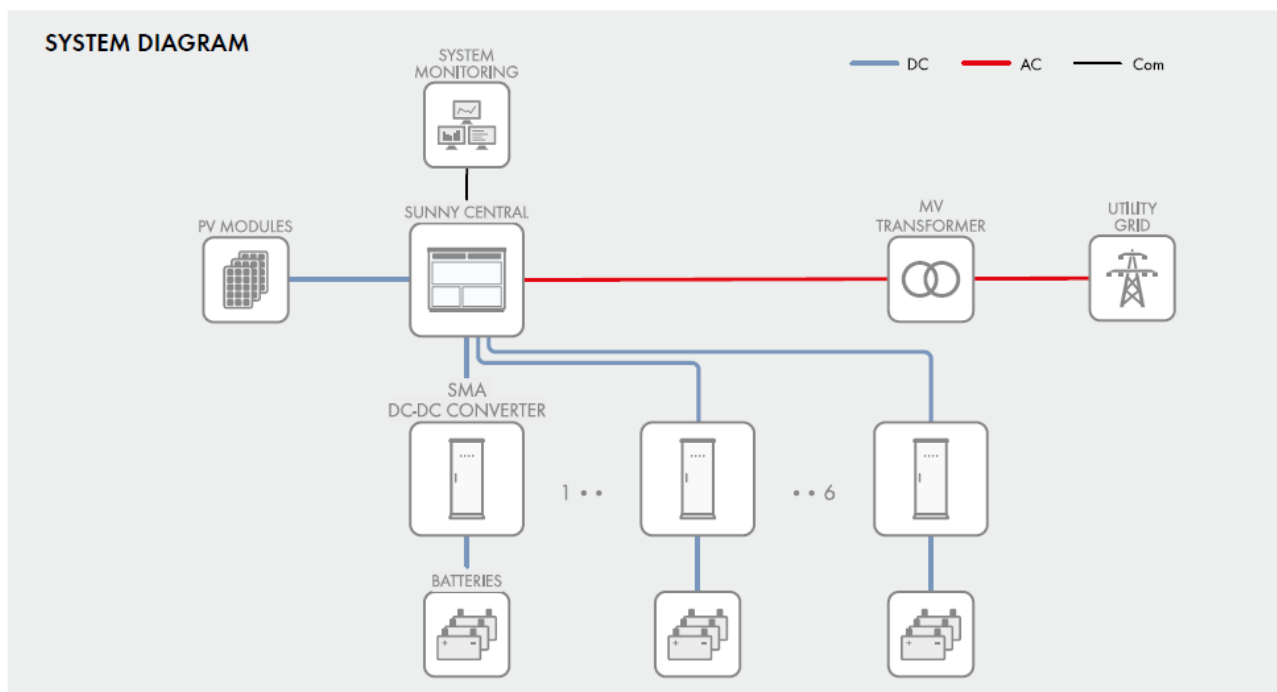 SYSTEM DIAGRAM
SYSTEM
MONITORING
DC
AC
Com
PV MODULES
SUNNY CENTRAL
MV
TRANSFORMER
UTILITY
GRID
SMA
DC-DC CONVERTER
1 • •
• • 6
BATTERIES